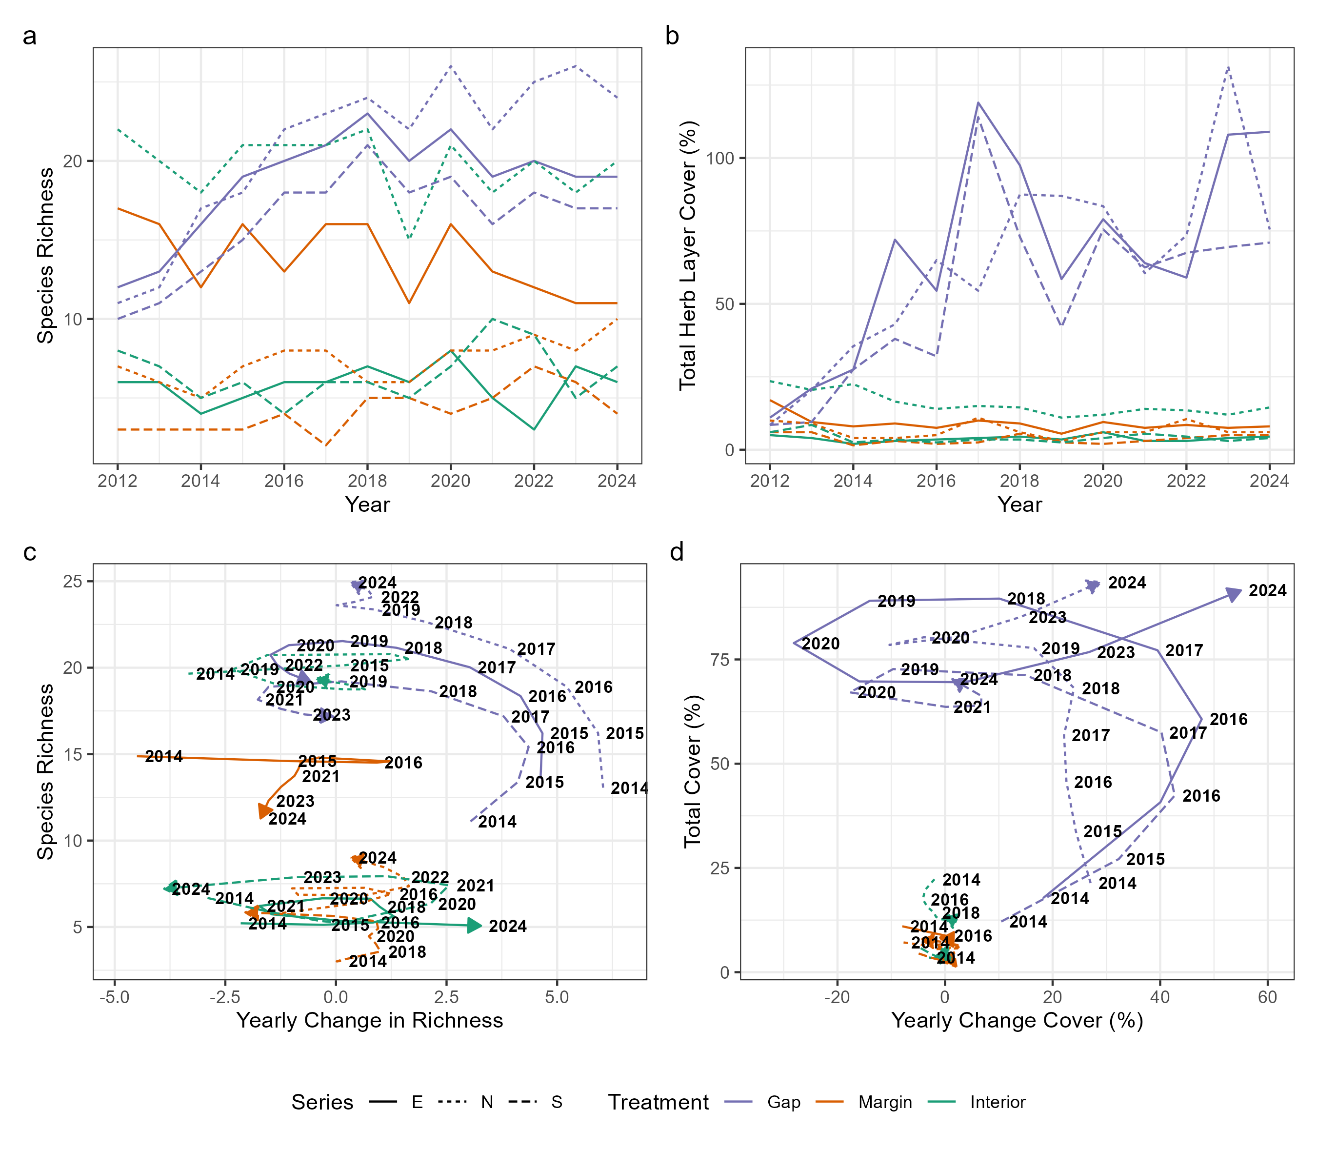 a
b
Species Richness
20
10
2012 2014 2016 2018 2020 2022 2024
Year
Total Herb Layer Cover (%)
100
50
0
2012 2014 2016 2018 2020 2022 2024
Year
c
d
Species Richness
25
20
15
10
5
2024
2022
2019
2018
2017
2020 2019 2018
2014 2019 2022 2015 2017
2020 2019 2018 2016 2016
2021 2023 2017 2015 2015
2016
2014 2015 2016 2015 2014
2021
2023
2024 2014
2024
2024 2014 2023 2022 2021
2021 2020 2016 2018 2020
2014 2015 2016 2024
2020
2014 2018
-5.0 -2.5 0.0 2.5 5.0
Yearly Change in Richness
Total Cover (%)
75
50
25
0
2024 2024
2019 2018
2023
2020 2020 2019 2023 2017
2019 2024 2018
2020 2021 2017 2017 2016
2016 2016
2015
2015
2014 2014
2016 2014
2018 2014
2014 2016
2014
2014
-20 0 20 40 60
Yearly Change Cover (%)
Series E N S Treatment Gap Margin Interior